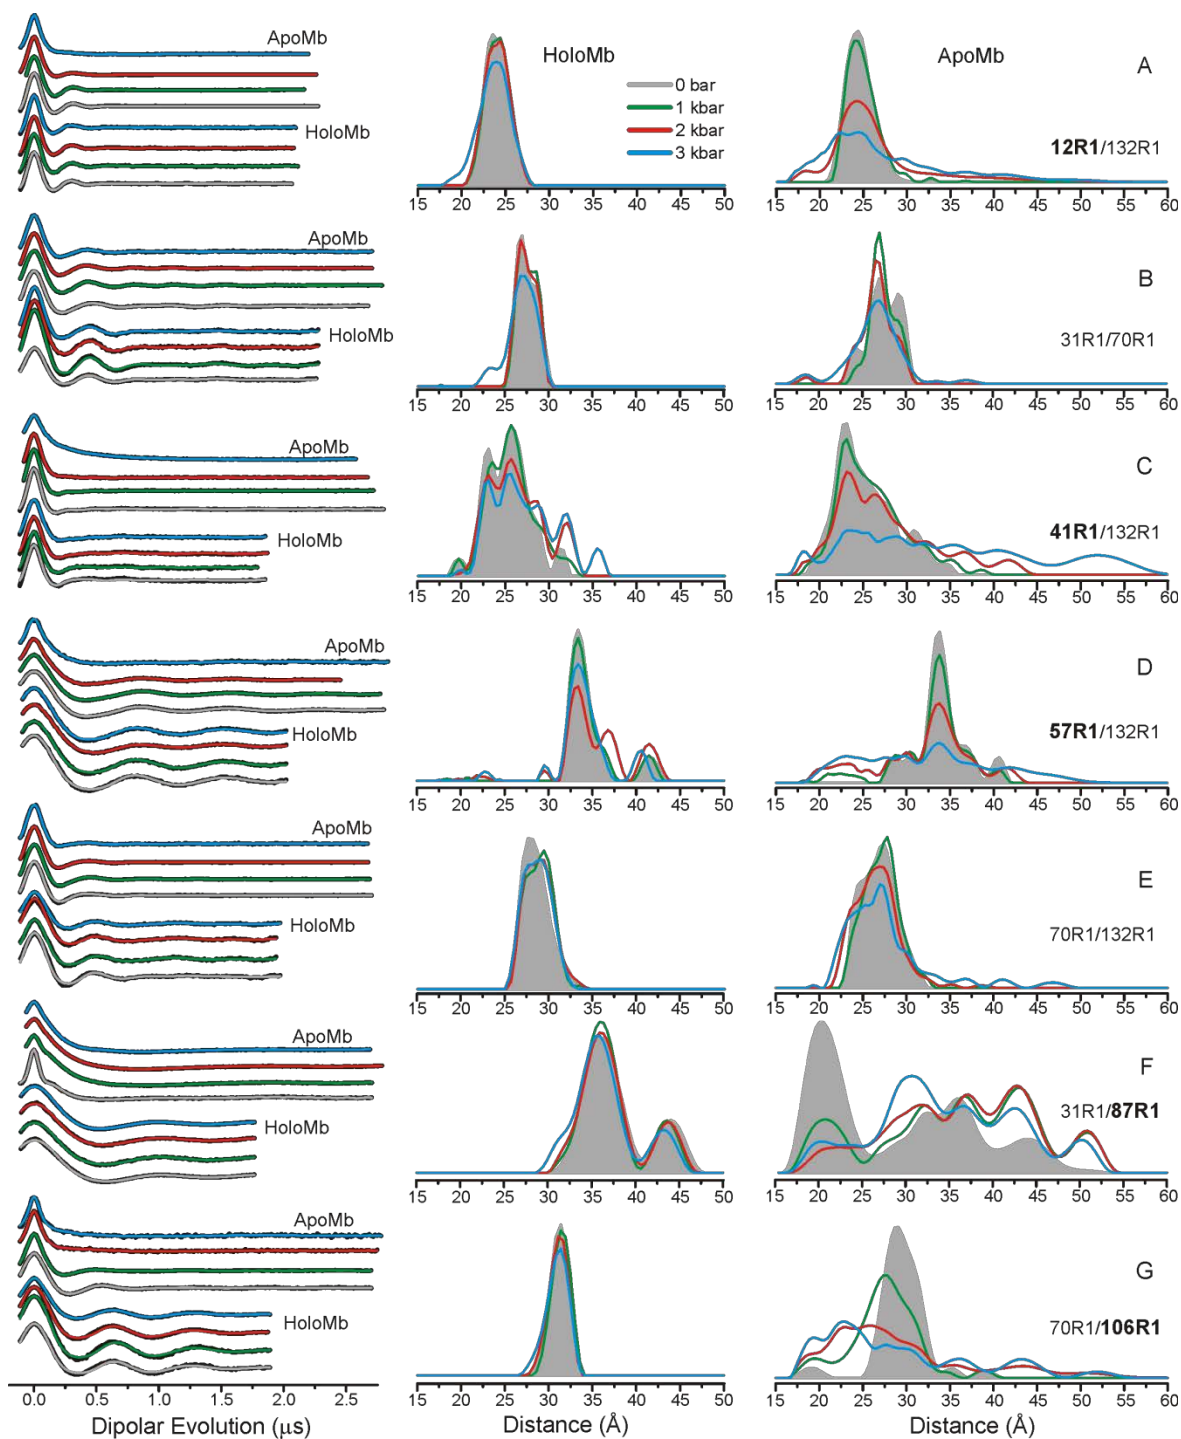 ApoMb
HoloMb
HoloMb
0 bar
1 kbar
2 kbar
3 kbar
ApoMb
A
12R1/132R1
15 20 25 30 35 40 45 50
15 20 25 30 35 40 45 50 55 60
ApoMb
HoloMb
B
31R1/70R1
15 20 25 30 35 40 45 50
15 20 25 30 35 40 45 50 55 60
ApoMb
HoloMb
C
41R1/132R1
15 20 25 30 35 40 45 50
15 20 25 30 35 40 45 50 55 60
ApoMb
HoloMb
D
57R1/132R1
15 20 25 30 35 40 45 50
15 20 25 30 35 40 45 50 55 60
ApoMb
HoloMb
E
70R1/132R1
15 20 25 30 35 40 45 50
15 20 25 30 35 40 45 50 55 60
ApoMb
HoloMb
F
31R1/87R1
15 20 25 30 35 40 45 50
15 20 25 30 35 40 45 50 55 60
ApoMb
HoloMb
G
70R1/106R1
0.0 0.5 1.0 1.5 2.0 2.5
15 20 25 30 35 40 45 50
15 20 25 30 35 40 45 50 55 60
Dipolar Evolution (μs)
Distance (Å)
Distance (Å)